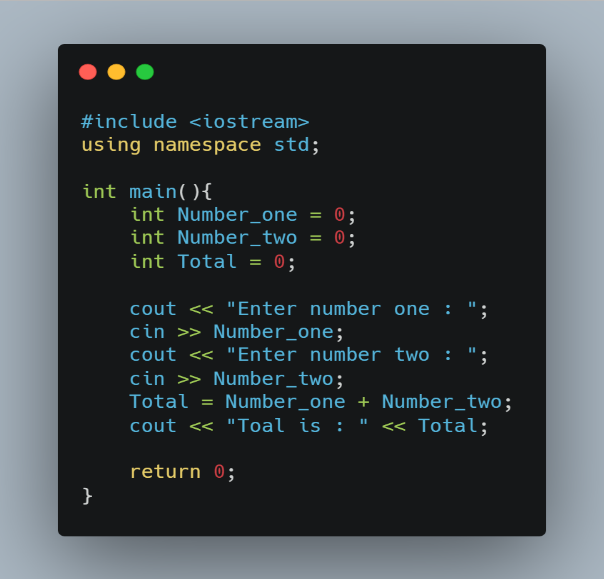 #include <iostream>
using namespace std;

int main(){
    int Number_one = 0;
    int Number_two = 0;
    int Total = 0;

    cout << "Enter number one : ";
    cin >> Number_one;
    cout << "Enter number two : ";
    cin >> Number_two;
    Total = Number_one + Number_two;
    cout << "Toal is : " << Total;

    return 0;
}